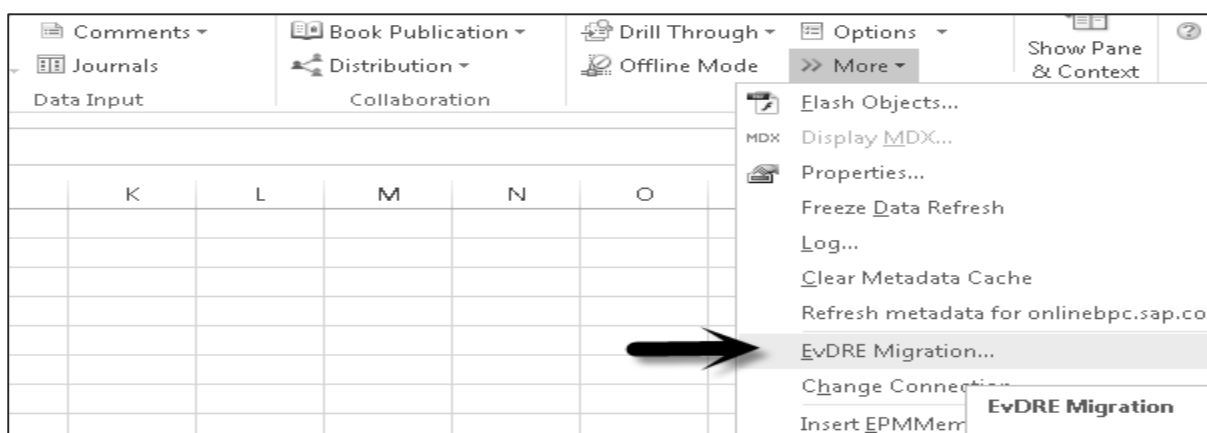 Comments
Book Publication
Drill Through
Options
Show Pane
& Context
?
Journals
Distribution
Offline Mode
More
Data Input
Collaboration
Flash Objects...
MDX Display MDX...
Properties...
K L M N O
Freeze Data Refresh
Log...
Clear Metadata Cache
Refresh metadata for onlinebpc.sap.co
EvDRE Migration...
Change
EvDRE Migration
Insert